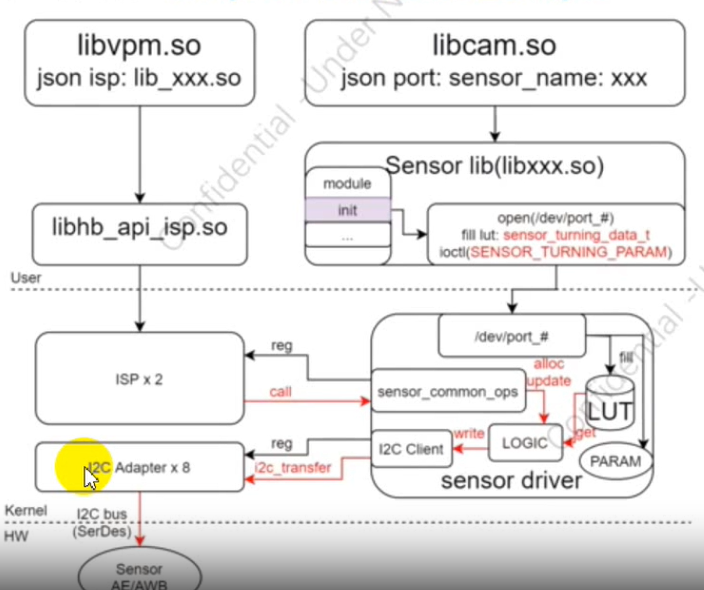 libvpm.so
json isp: lib_xxx.so
libcam.so
json port: sensor_name: xxx
Sensor lib(libxxx.so)
module
init
...
open(/dev/port_#)
fill lut: sensor_turning_data_t
ioctl(SENSOR_TURNING_PARAM)
libhb_api_isp.so
User
/dev/port_#
ISP x 2
reg
call
sensor_common_ops
alloc
update
fill
LUT
get
LOGIC
write
I2C Client
PARAM
sensor driver
I2C Adapter x 8
reg
i2c_transfer
Kernel
HW
I2C bus
(SerDes)
Sensor
AE/AWB
Confidential -Under N
Confidential -U